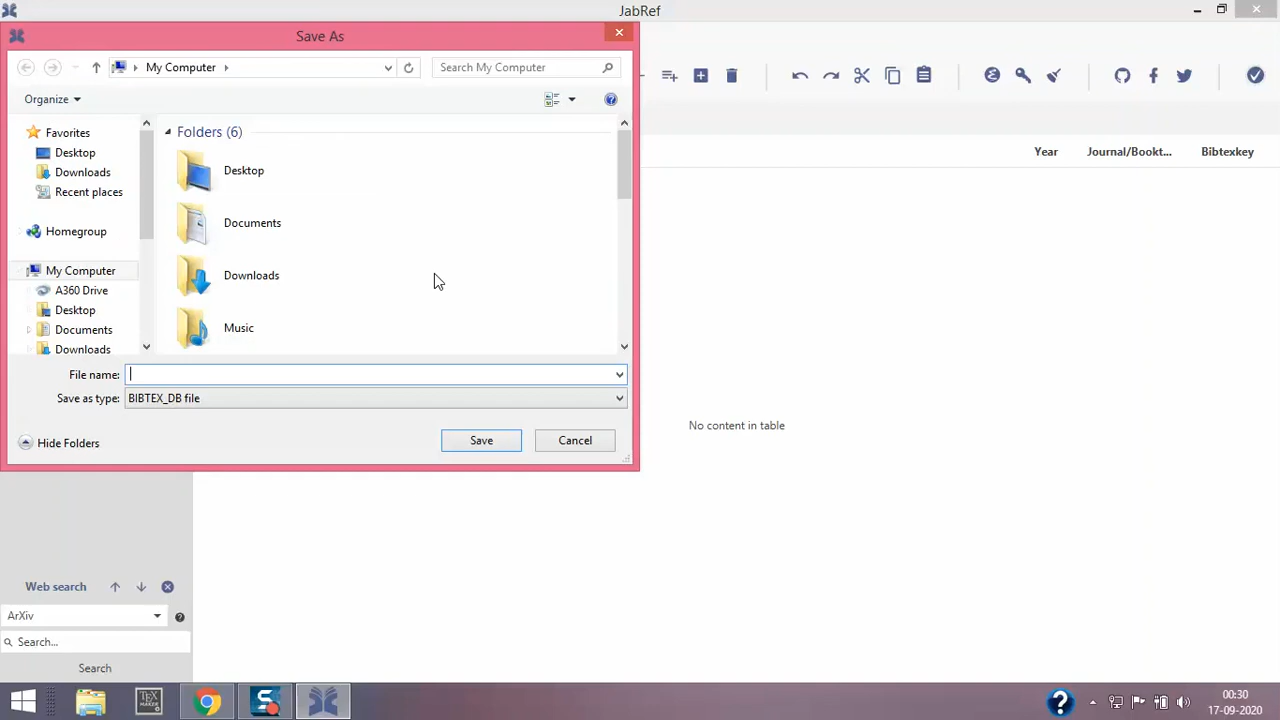 JabRef
Save As
My Computer
Search My Computer
Organize
Favorites
Desktop
Downloads
Recent places
Homegroup
My Computer
A360 Drive
Desktop
Documents
Downloads
Folders (6)
Desktop
Documents
Downloads
Music
File name:
Save as type: BIBTEX_DB file
Hide Folders
Save
Cancel
Year
Journal/Bookt...
Bibtexkey
No content in table
Web search
ArXiv
Search...
Search
TEX
MAKER
00:30
17-09-2020